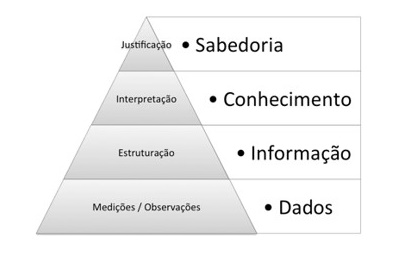 Justificação
• Sabedoria
Interpretação
• Conhecimento
Estruturação
• Informação
Medições / Observações
• Dados